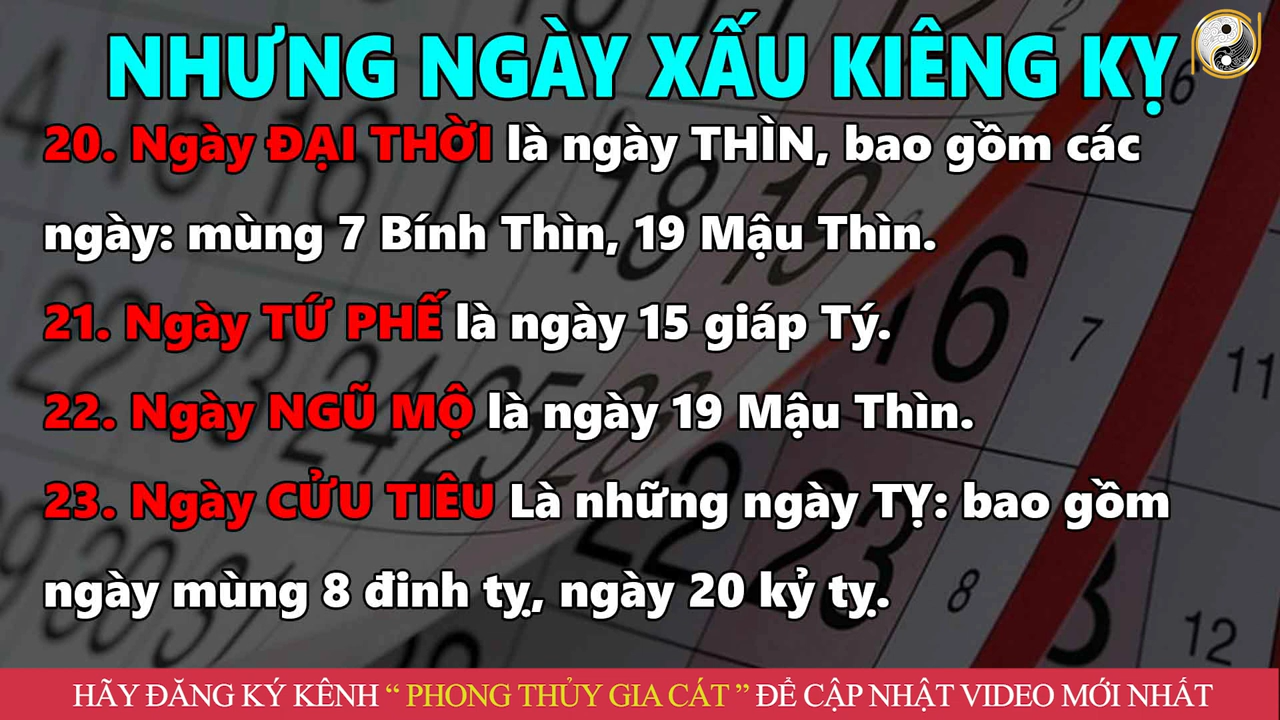 NHƯNG NGÀY XẤU KIÊNG KỴ
20. Ngày ĐẠI THỜI là ngày THÌN, bao gồm các
ngày: mùng 7 Bính Thìn, 19 Mậu Thìn.
21. Ngày TỨ PHẾ là ngày 15 giáp Tý.
22. Ngày NGŨ MỘ là ngày 19 Mậu Thìn.
23. Ngày CỬU TIÊU Là những ngày TỴ: bao gồm
ngày mùng 8 đinh tỵ, ngày 20 kỷ tỵ.
HÃY ĐĂNG KÝ KÊNH “ PHONG THỦY GIA CÁT ” ĐỂ CẬP NHẬT VIDEO MỚI NHẤT